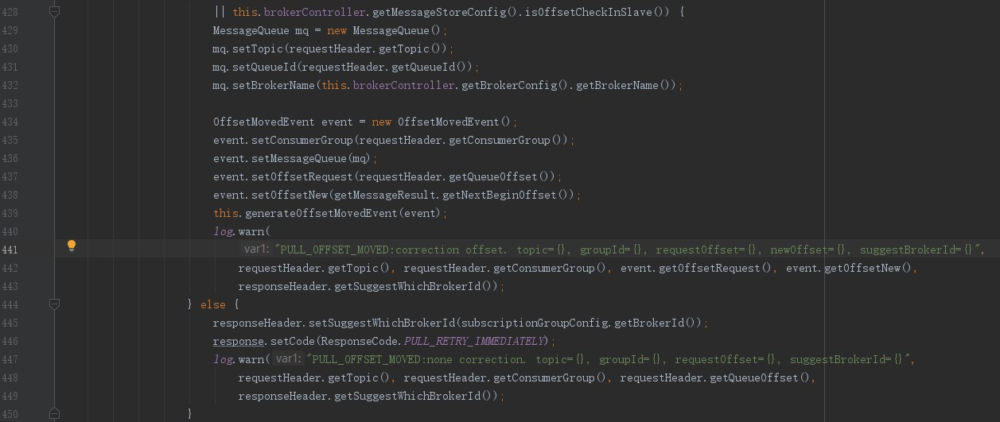 428 || this.brokerController.getMessageStoreConfig().isOffsetCheckInSlave()) {
429 MessageQueue mq = new MessageQueue();
430 mq.setTopic(requestHeader.getTopic());
431 mq.setQueueId(requestHeader.getQueueId());
432 mq.setBrokerName(this.brokerController.getBrokerConfig().getBrokerName());
433
434 OffsetMovedEvent event = new OffsetMovedEvent();
435 event.setConsumerGroup(requestHeader.getConsumerGroup());
436 event.setMessageQueue(mq);
437 event.setOffsetRequest(requestHeader.getQueueOffset());
438 event.setOffsetNew(getMessageResult.getNextBeginOffset());
439 this.generateOffsetMovedEvent(event);
440 log.warn(
441 var1: "PULL_OFFSET_MOVED:correction offset. topic={}, groupId={}, requestOffset={}, newOffset={}, suggestBrokerId={}",
442 requestHeader.getTopic(), requestHeader.getConsumerGroup(), event.getOffsetRequest(), event.getOffsetNew(),
443 responseHeader.getSuggestWhichBrokerId());
444 } else {
445 responseHeader.setSuggestWhichBrokerId(subscriptionGroupConfig.getBrokerId());
446 response.setCode(ResponseCode.PULL_RETRY_IMMEDIATELY);
447 log.warn( var1: "PULL_OFFSET_MOVED:none correction. topic={}, groupId={}, requestOffset={}, suggestBrokerId={}",
448 requestHeader.getTopic(), requestHeader.getConsumerGroup(), requestHeader.getQueueOffset(),
449 responseHeader.getSuggestWhichBrokerId());
450 }